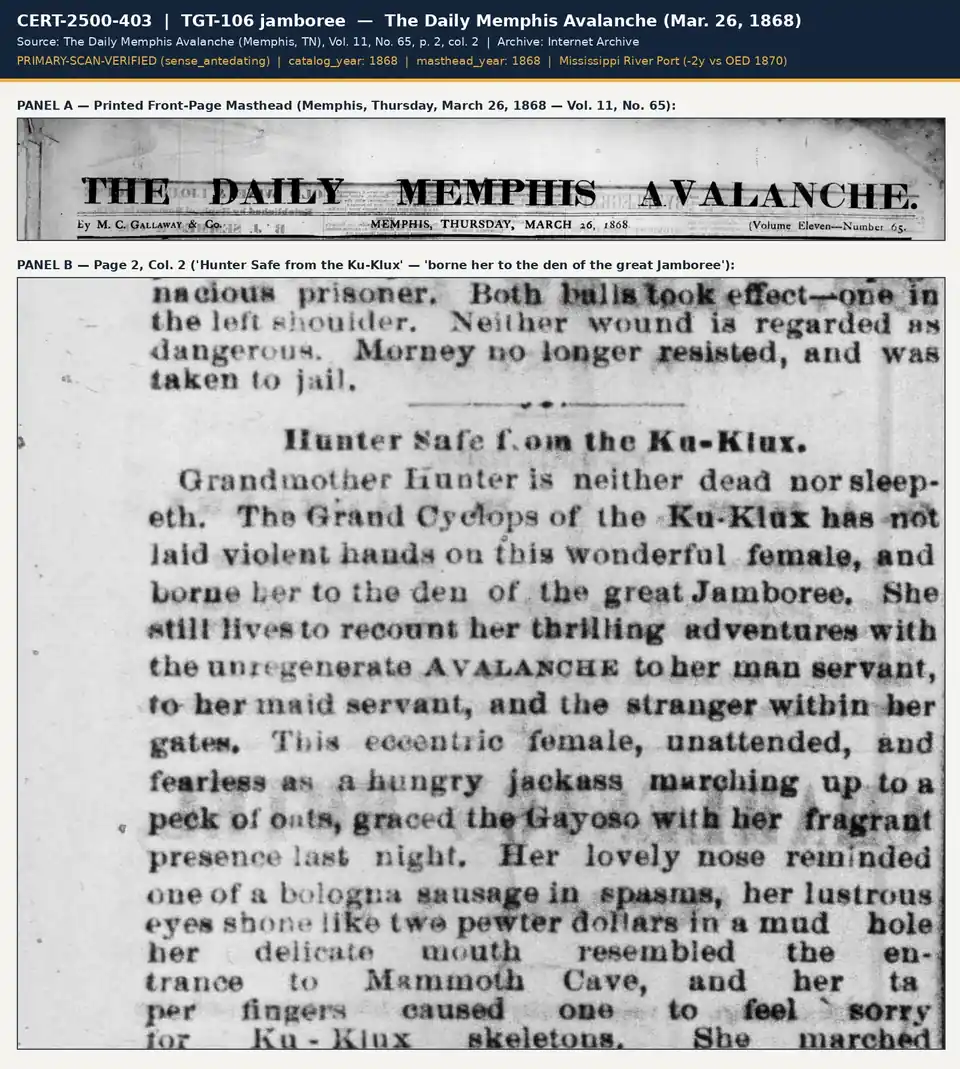 CERT-2500-403 | TGT-106 jamboree — The Daily Memphis Avalanche (Mar. 26, 1868)
Source: The Daily Memphis Avalanche (Memphis, TN), Vol. 11, No. 65, p. 2, col. 2 | Archive: Internet Archive
PRIMARY-SCAN-VERIFIED (sense_antedating) | catalog_year: 1868 | masthead_year: 1868 | Mississippi River Port (-2y vs OED 1870)
PANEL A — Printed Front-Page Masthead (Memphis, Thursday, March 26, 1868 — Vol. 11, No. 65):
THE DAILY MEMPHIS AVALANCHE.
By M. C. GALLAWAY & Co. MEMPHIS, THURSDAY, MARCH 26, 1868 (Volume Eleven—Number 65.
PANEL B — Page 2, Col. 2 ('Hunter Safe from the Ku-Klux' — 'borne her to the den of the great Jamboree'):
nacious prisoner. Both balls took effect—one in
the left shoulder. Neither wound is regarded as
dangerous. Morney no longer resisted, and was
taken to jail.
Hunter Safe f.om the Ku-Klux.
Grandmother Hunter is neither dead nor sleep-
eth. The Grand Cyclops of the Ku-Klux has not
laid violent hands on this wonderful female, and
borne her to the den of the great Jamboree. She
still lives to recount her thrilling adventures with
the unregenerate AVALANCHE to her man servant,
to her maid servant, and the stranger within her
gates. This eccentric female, unattended, and
fearless as a hungry jackass marching up to a
peck of oats, graced the Gayoso with her fragrant
presence last night. Her lovely nose reminded
one of a bologna sausage in spasms, her lustrous
eyes shone like two pewter dollars in a mud hole
her delicate mouth resembled the en-
trance to Mammoth Cave, and her ta
per fingers caused one to feel sorry
for Ku-Klux skeletons. She marched